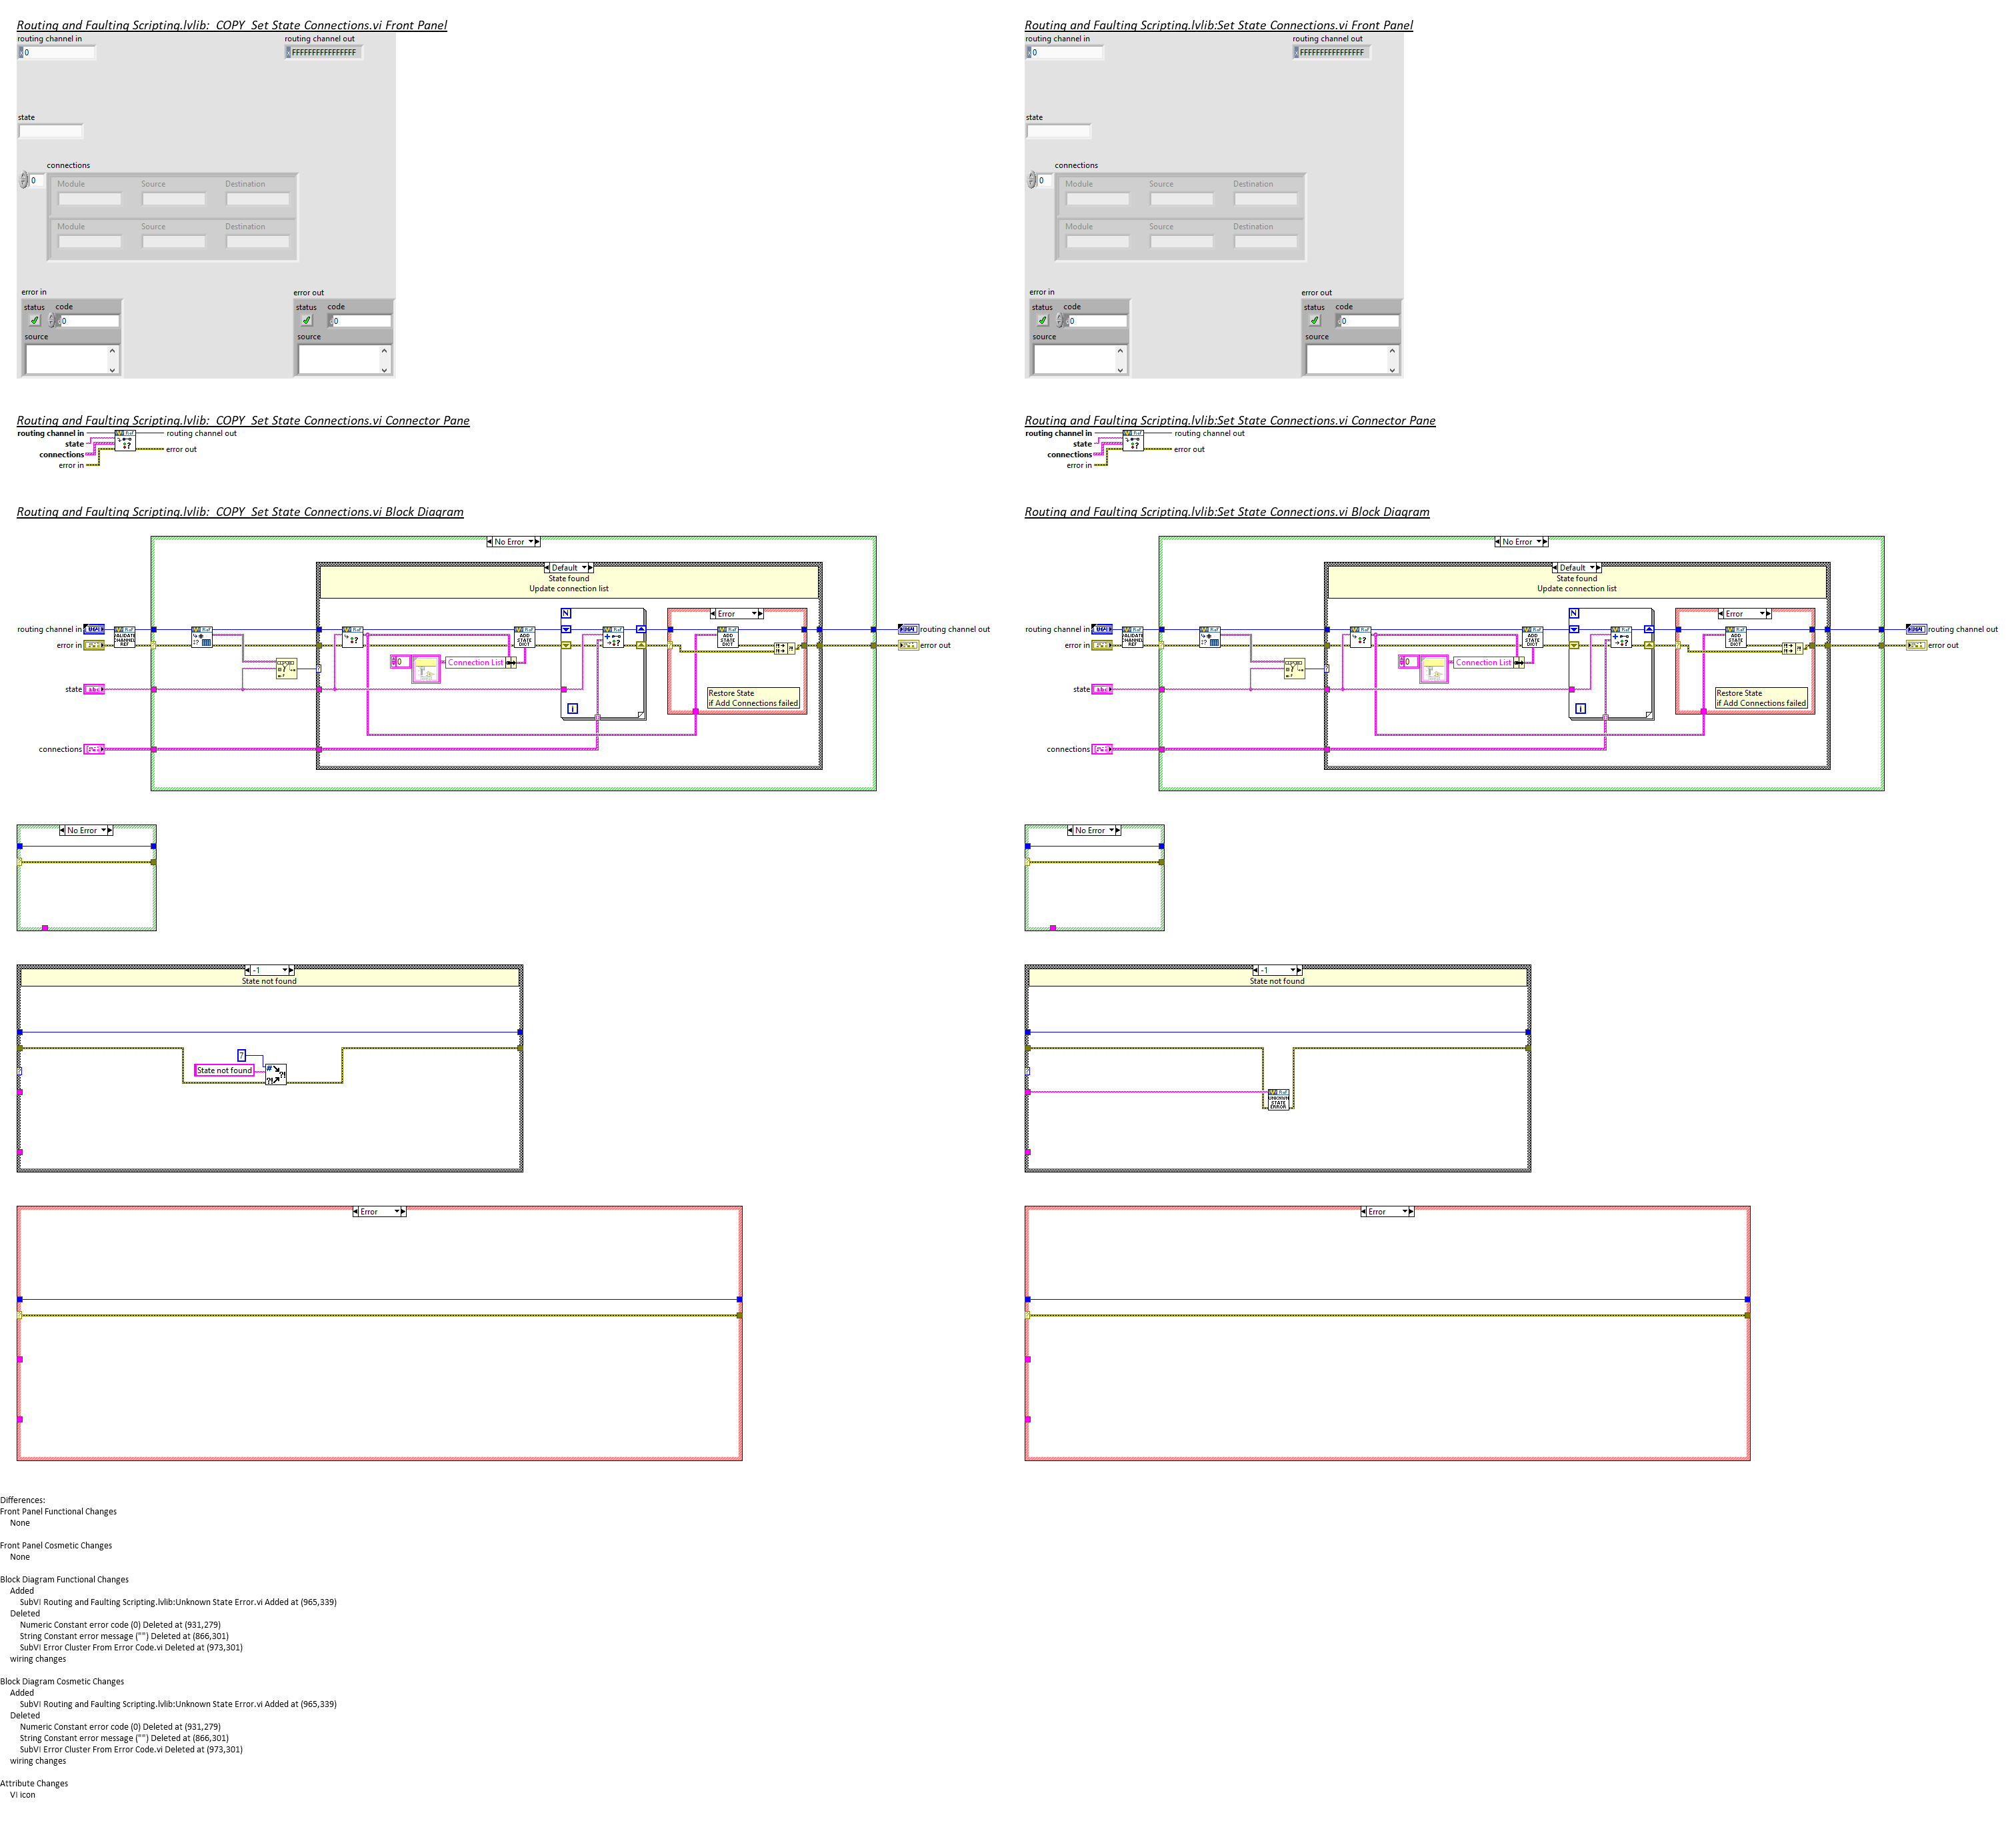 Routing and Faulting Scripting.lvlib:  COPY  Set State Connections.vi Front Panel
routing channel in
routing channel out
0
FFFFFFFFFFFFFFFF
state
connections
0
Module Source Destination
Module Source Destination
error in
error out
status code
status code
0
0
source
source
Routing and Faulting Scripting.lvlib:Set State Connections.vi Front Panel
routing channel in
routing channel out
0
FFFFFFFFFFFFFFFF
state
connections
0
Module Source Destination
Module Source Destination
error in
error out
status code
status code
0
0
source
source
Routing and Faulting Scripting.lvlib:  COPY  Set State Connections.vi Connector Pane
routing channel in
routing channel out
state
connections
error out
error in
Routing and Faulting Scripting.lvlib:Set State Connections.vi Connector Pane
routing channel in
routing channel out
state
connections
error out
error in
Routing and Faulting Scripting.lvlib:  COPY  Set State Connections.vi Block Diagram
No Error
Default
State found
Update connection list
N
Error
routing channel in
VALIDATE CHANNEL REF
ADD STATE DICT
ADD STATE DICT
routing channel out
error in
error out
0
Connection List
state
Restore State
if Add Connections failed
i
connections
No Error
-1
State not found
7
State not found
Error
Routing and Faulting Scripting.lvlib:Set State Connections.vi Block Diagram
No Error
Default
State found
Update connection list
N
Error
routing channel in
VALIDATE CHANNEL REF
ADD STATE DICT
ADD STATE DICT
routing channel out
error in
error out
0
Connection List
state
Restore State
if Add Connections failed
i
connections
No Error
-1
State not found
UNKNOWN STATE ERROR
Error
Differences:
Front Panel Functional Changes
None
Front Panel Cosmetic Changes
None
Block Diagram Functional Changes
Added
SubVI Routing and Faulting Scripting.lvlib:Unknown State Error.vi Added at (965,339)
Deleted
Numeric Constant error code (0) Deleted at (931,279)
String Constant error message ("") Deleted at (866,301)
SubVI Error Cluster From Error Code.vi Deleted at (973,301)
wiring changes
Block Diagram Cosmetic Changes
Added
SubVI Routing and Faulting Scripting.lvlib:Unknown State Error.vi Added at (965,339)
Deleted
Numeric Constant error code (0) Deleted at (931,279)
String Constant error message ("") Deleted at (866,301)
SubVI Error Cluster From Error Code.vi Deleted at (973,301)
wiring changes
Attribute Changes
VI icon